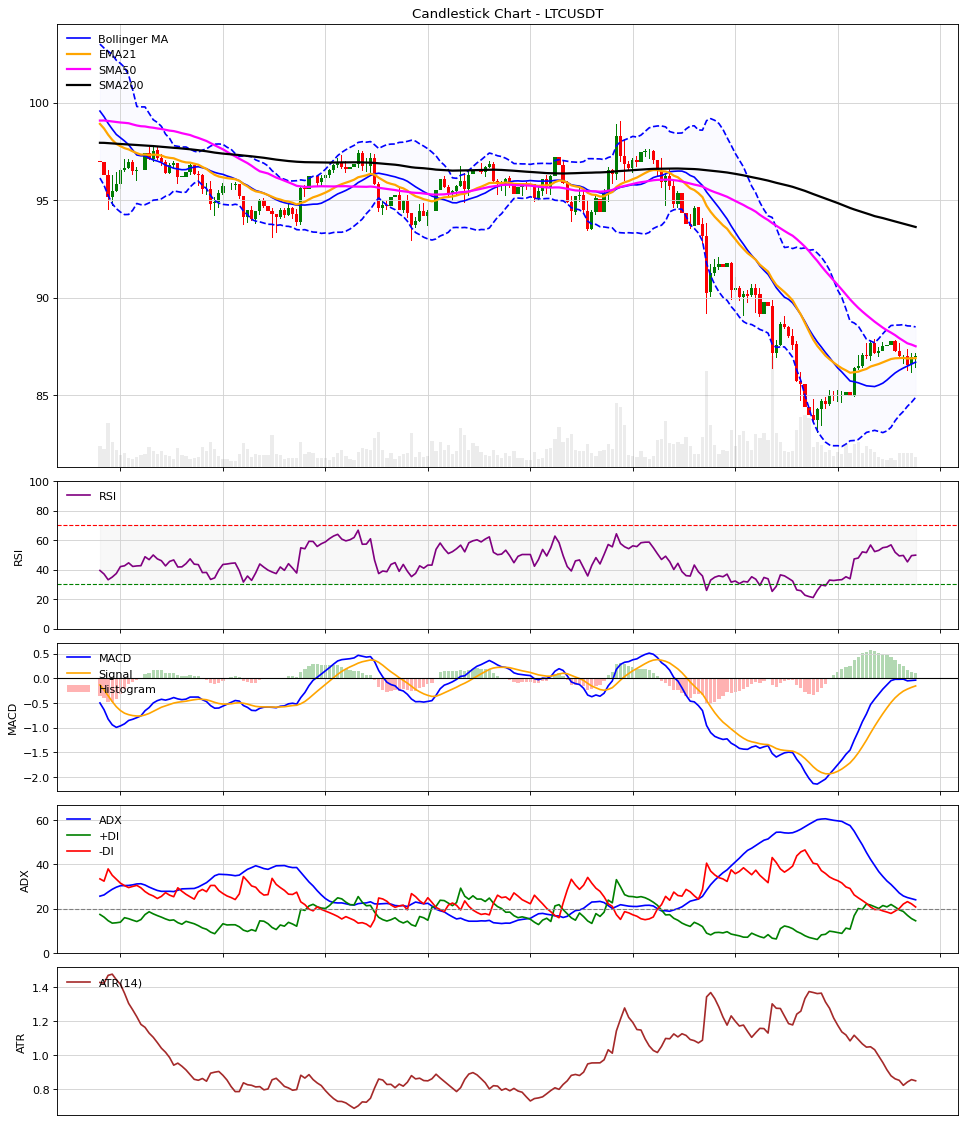 Candlestick Chart - LTCUSDT
Bollinger MA
EMA21
SMA50
SMA200
100
95
90
85
RSI
100
80
60
40
20
0
RSI
MACD
Signal
Histogram
0.5
0.0
−0.5
−1.0
−1.5
−2.0
MACD
ADX
+DI
-DI
60
40
20
0
ADX
ATR(14)
1.4
1.2
1.0
0.8
ATR